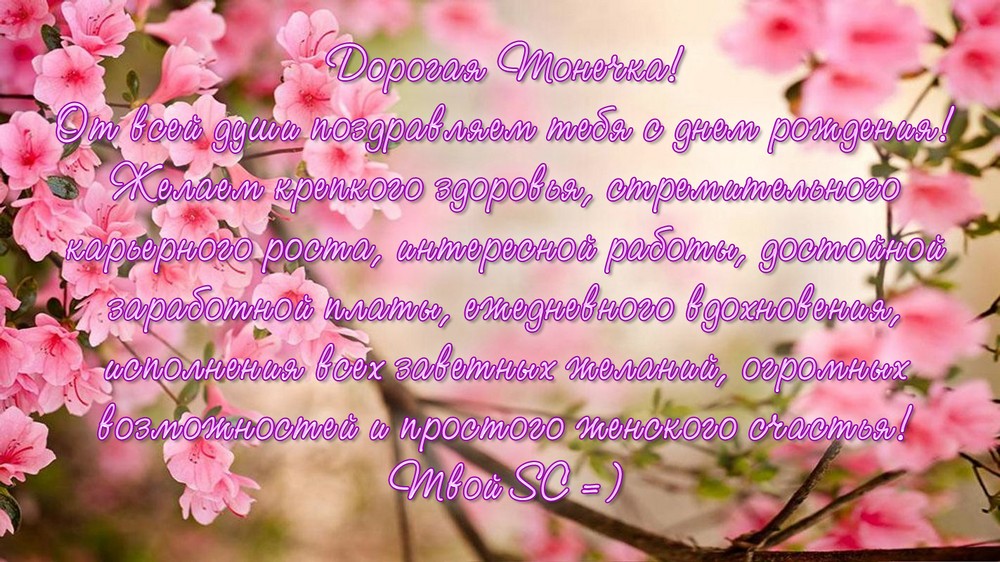 Дорогая Тонечка!
От всей души поздравляем тебя с днем рождения!
Желаем крепкого здоровья, стремительного
карьерного роста, интересной работы, достойной
заработной платы, ежедневного вдохновения,
исполнения всех заветных желаний, огромных
возможностей и простого женского счастья!
Твой SC =)